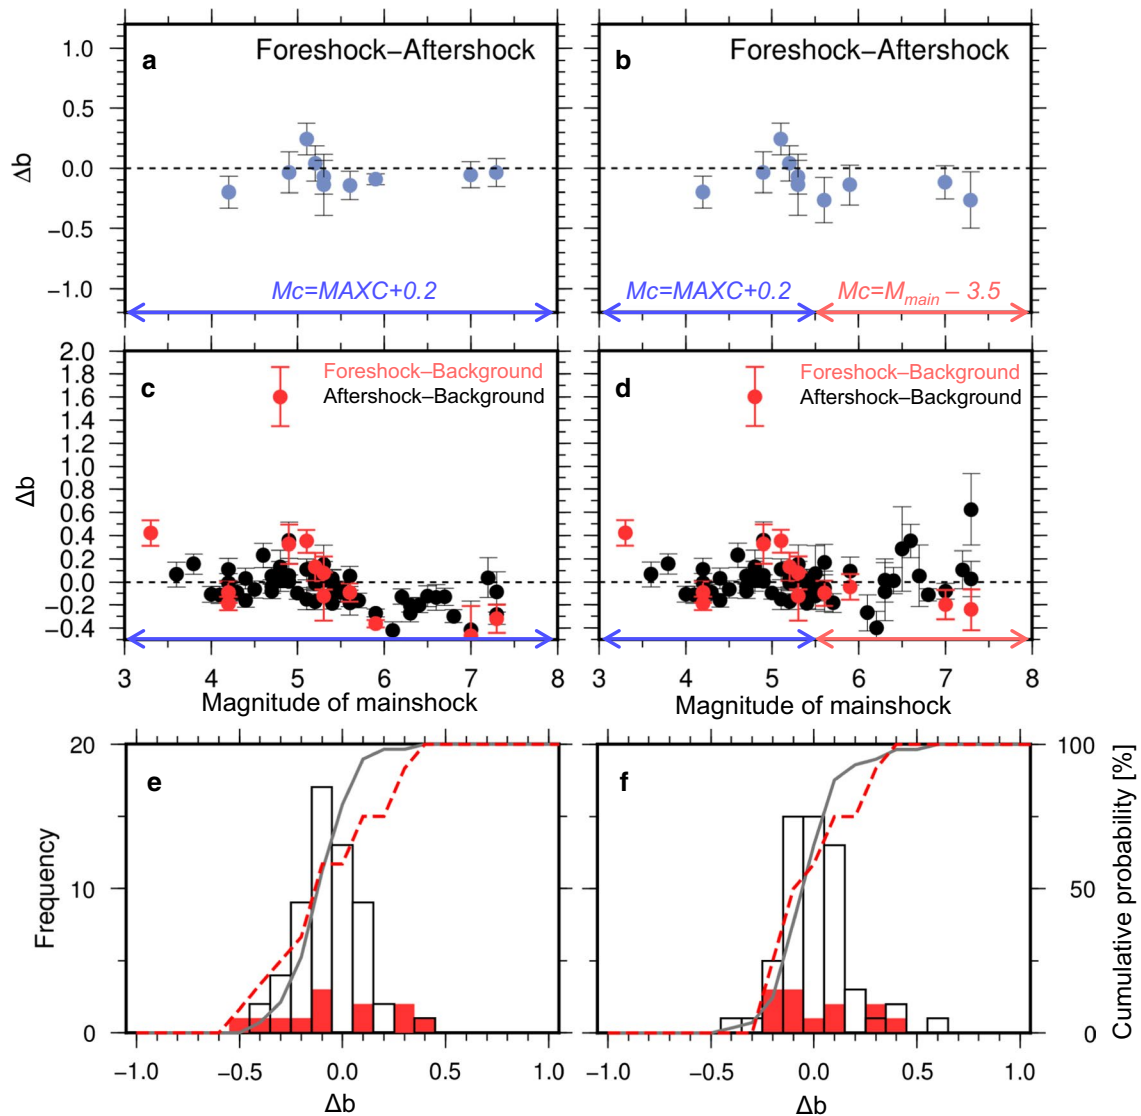 a
Foreshock–Aftershock
b
Foreshock–Aftershock
1.0
0.5
0.0
−0.5
−1.0
Δb
Mc=MAXC+0.2
Mc=MAXC+0.2
Mc=Mmain – 3.5
c
Foreshock–Background
Aftershock–Background
d
Foreshock–Background
Aftershock–Background
2.0
1.8
1.6
1.4
1.2
1.0
0.8
0.6
0.4
0.2
0.0
−0.2
−0.4
Δb
3 4 5 6 7 8
Magnitude of mainshock
3 4 5 6 7 8
Magnitude of mainshock
e
20
10
0
Frequency
−1.0 −0.5 0.0 0.5 1.0
Δb
f
100
50
0
Cumulative probability [%]
−1.0 −0.5 0.0 0.5 1.0
Δb